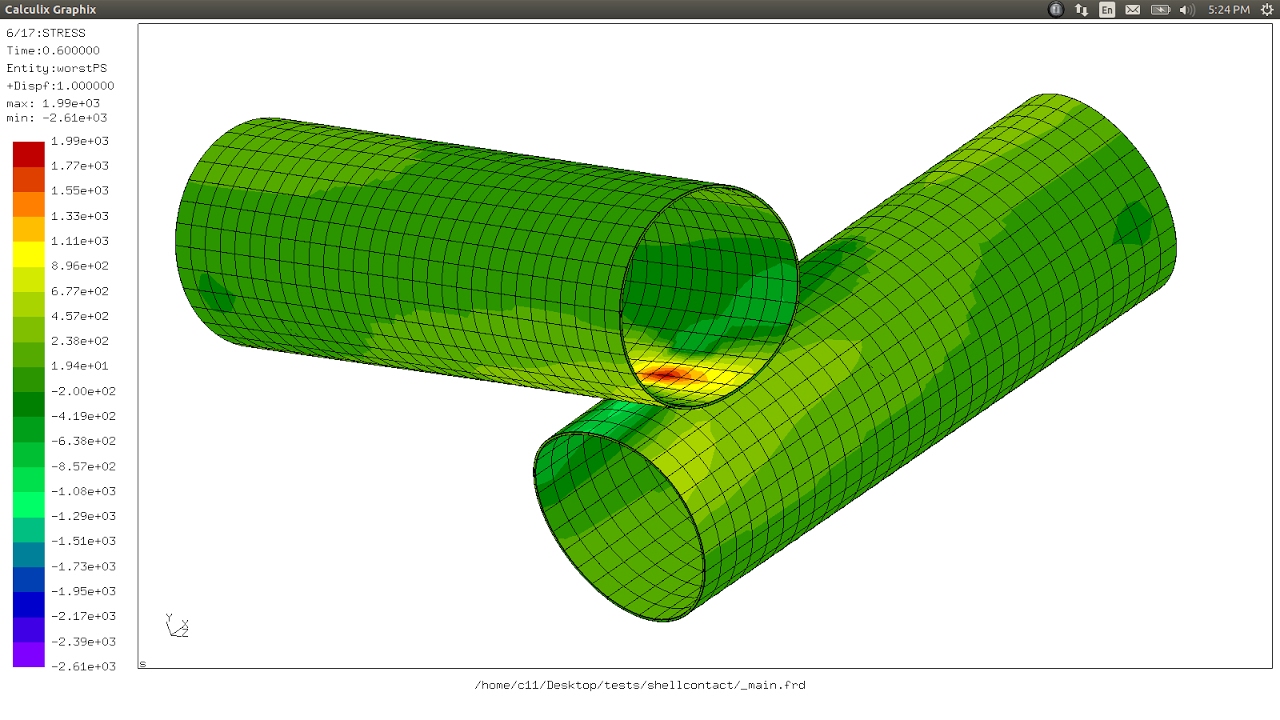 Calculix Graphix
En
5:24 PM
6/17:STRESS
Time:0.600000
Entity:worstPS
+Dispf:1.000000
max: 1.99e+03
min: -2.61e+03
1.99e+03
1.77e+03
1.55e+03
1.33e+03
1.11e+03
8.96e+02
6.77e+02
4.57e+02
2.38e+02
1.94e+01
-2.00e+02
-4.19e+02
-6.38e+02
-8.57e+02
-1.08e+03
-1.29e+03
-1.51e+03
-1.73e+03
-1.95e+03
-2.17e+03
-2.39e+03
-2.61e+03
Y
X
Z
s
/home/c11/Desktop/tests/shellcontact/_main.frd